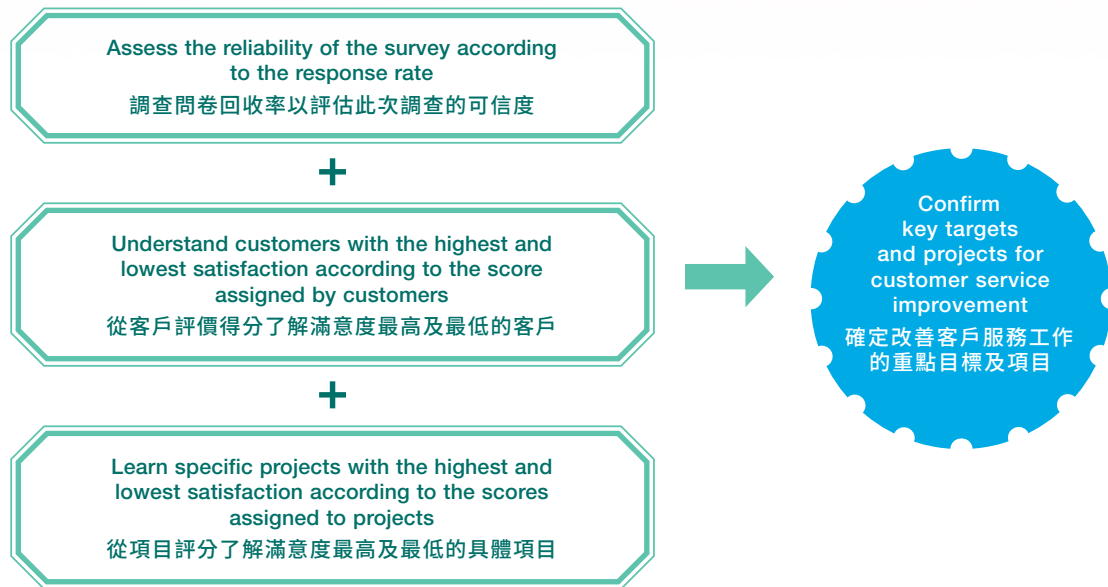 Assess the reliability of the survey according
to the response rate
調查問卷回收率以評估此次調查的可信度
+
Understand customers with the highest and
lowest satisfaction according to the score
assigned by customers
從客戶評價得分了解滿意度最高及最低的客戶
+
Learn specific projects with the highest and
lowest satisfaction according to the scores
assigned to projects
從項目評分了解滿意度最高及最低的具體項目
Confirm
key targets
and projects for
customer service
improvement
確定改善客戶服務工作
的重點目標及項目